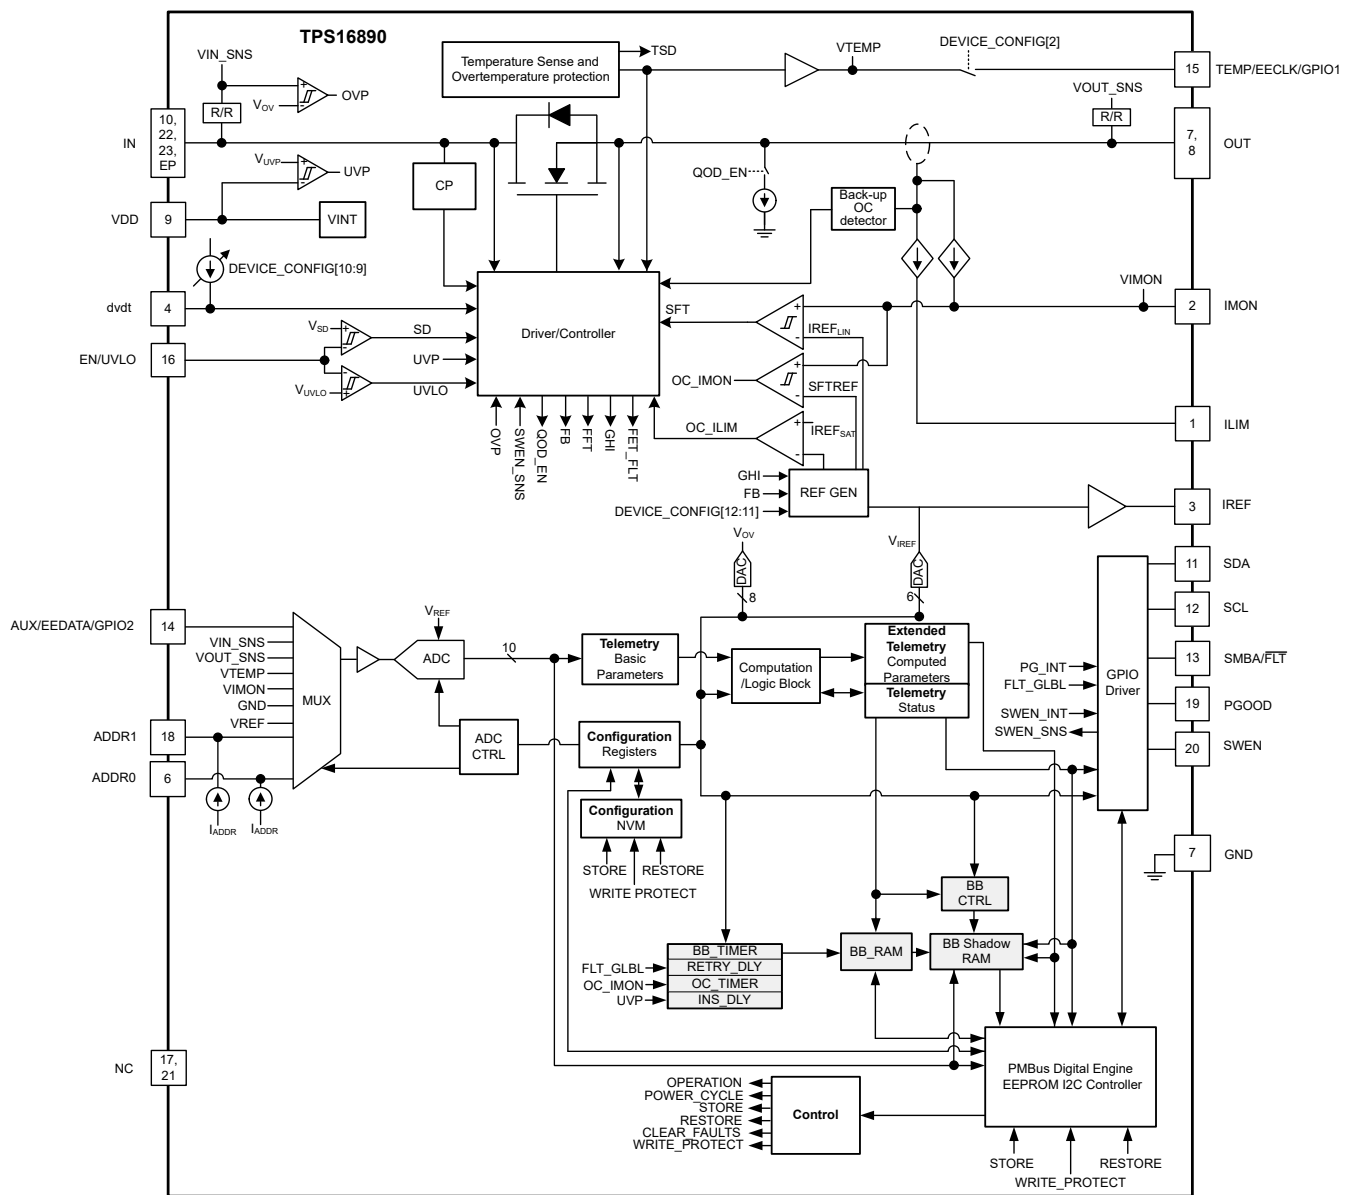 TPS16890
VIN_SNS
R/R
VOV
+
-
OVP
Temperature Sense and
Overtemperature protection
TSD
VTEMP
DEVICE_CONFIG[2]
15
TEMP/EECLK/GPIO1
VOUT_SNS
R/R
IN
10,
22,
23,
EP
7,
8
OUT
VUVP
+
-
UVP
CP
QOD_EN
Back-up
OC
detector
VDD
9
VINT
DEVICE_CONFIG[10:9]
dvdt
4
VIMON
2
IMON
Driver/Controller
SFT
+
-
IREFLIN
EN/UVLO
16
VSD
+
-
SD
UVP
VUVLO
-
+
UVLO
OC_IMON
+
-
SFTREF
OC_ILIM
+
-
IREFSAT
1
ILIM
OVP
SWEN_SNS
QOD_EN
FB
FFT
GHI
FET_FLT
GHI
FB
DEVICE_CONFIG[12:11]
REF GEN
3
IREF
VOV
DAC
8
VIREF
DAC
6
11
SDA
12
SCL
13
SMBA/FLT
19
PGOOD
20
SWEN
PG_INT
FLT_GLBL
SWEN_INT
SWEN_SNS
GPIO
Driver
AUX/EEDATA/GPIO2
14
VIN_SNS
VOUT_SNS
VTEMP
VIMON
GND
VREF
MUX
VREF
ADC
10
Telemetry
Basic
Parameters
Computation
/Logic Block
Extended
Telemetry
Computed
Parameters
Telemetry
Status
ADDR1
18
ADDR0
6
IADDR
IADDR
ADC
CTRL
Configuration
Registers
Configuration
NVM
STORE
RESTORE
WRITE PROTECT
7
GND
BB
CTRL
BB_TIMER
RETRY_DLY
OC_TIMER
INS_DLY
FLT_GLBL
OC_IMON
UVP
BB_RAM
BB Shadow
RAM
NC
17,
21
PMBus Digital Engine
EEPROM I2C Controller
OPERATION
POWER_CYCLE
STORE
RESTORE
CLEAR_FAULTS
WRITE_PROTECT
Control
STORE
RESTORE
WRITE_PROTECT